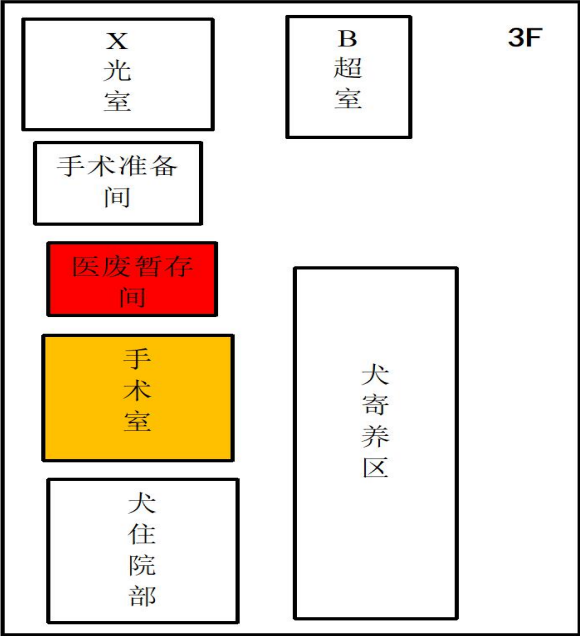 X
光
室
B
超
室
3F
手术准备
间
医废暂存
间
手
术
室
犬
寄
养
区
犬
住
院
部